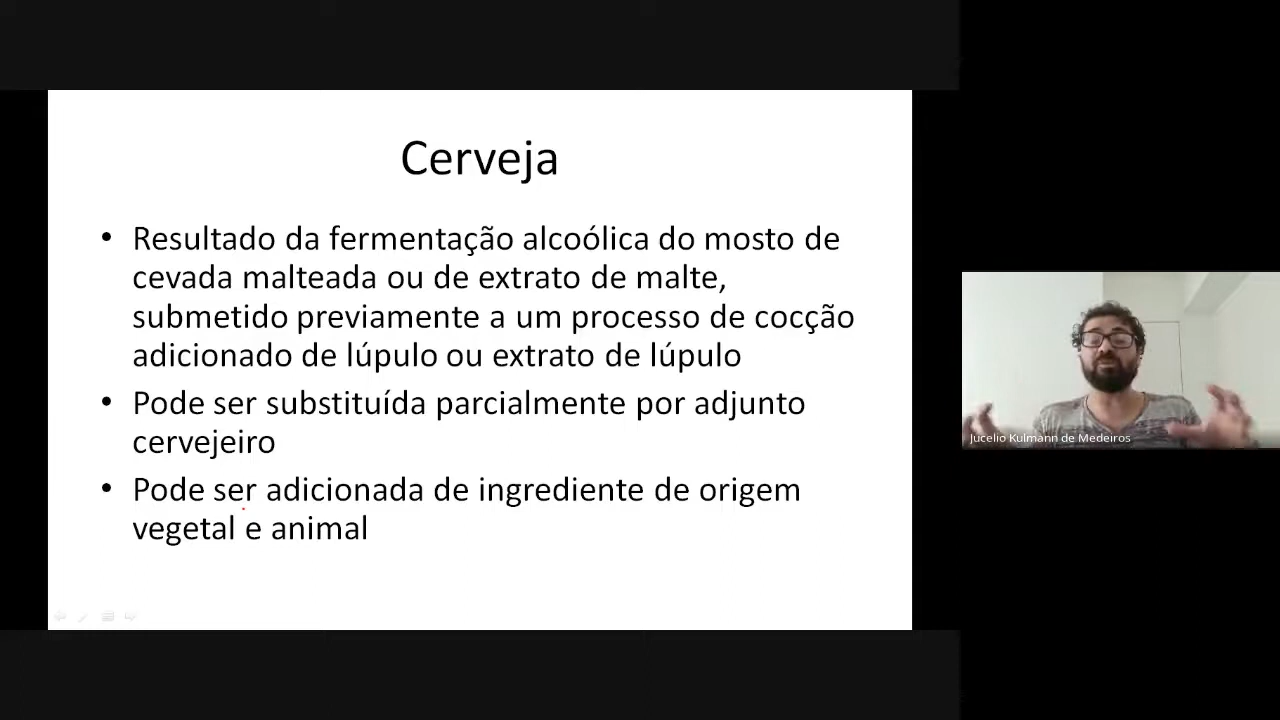 Cerveja
• Resultado da fermentação alcoólica do mosto de
cevada malteada ou de extrato de malte,
submetido previamente a um processo de cocção
adicionado de lúpulo ou extrato de lúpulo
• Pode ser substituída parcialmente por adjunto
cervejeiro
• Pode ser adicionada de ingrediente de origem
vegetal e animal
Jucelio Kulmann de Medeiros